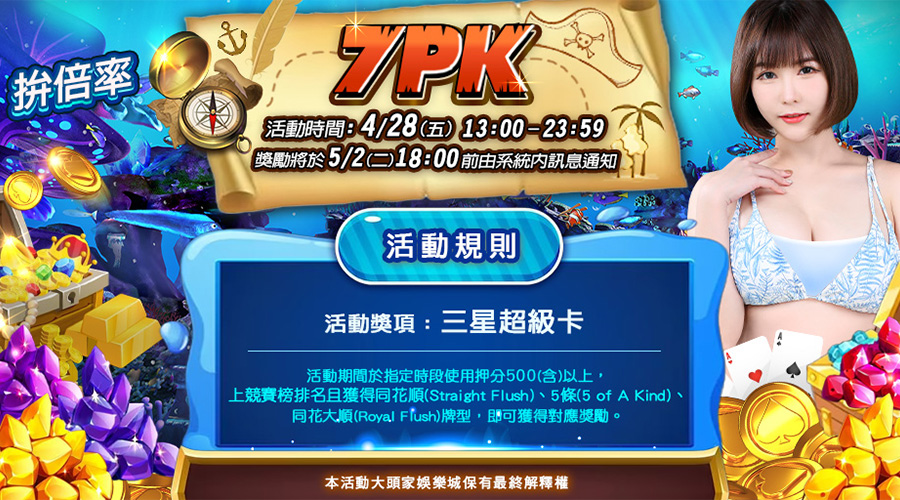 拚倍率
7PK
活動時間：4/28(五) 13:00-23:59
獎勵將於5/2(二)18:00前由系統內訊息通知
活動規則
活動獎項：三星超級卡
活動期間於指定時段使用押分500(含)以上，
上競賽榜排名且獲得同花順(Straight Flush)、5條(5 of A Kind)、
同花大順(Royal Flush)牌型，即可獲得對應獎勵。
A
A
本活動大頭家娛樂城保有最終解釋權